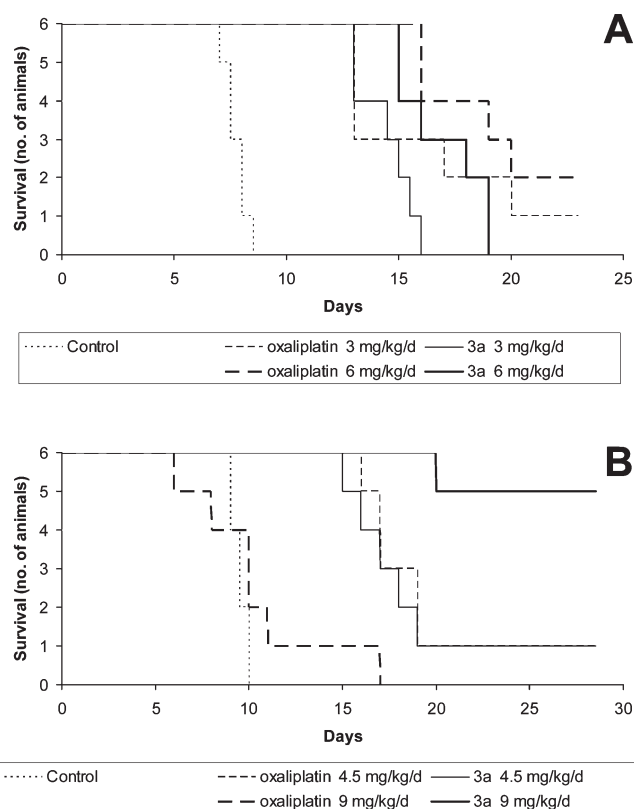 A
Survival (no. of animals)
6
5
4
3
2
1
0
0 5 10 15 20 25
Days
Control oxaliplatin 3 mg/kg/d 3a 3 mg/kg/d
oxaliplatin 6 mg/kg/d 3a 6 mg/kg/d
B
Survival (no. of animals)
6
5
4
3
2
1
0
0 5 10 15 20 25 30
Days
Control oxaliplatin 4.5 mg/kg/d 3a 4.5 mg/kg/d
oxaliplatin 9 mg/kg/d 3a 9 mg/kg/d